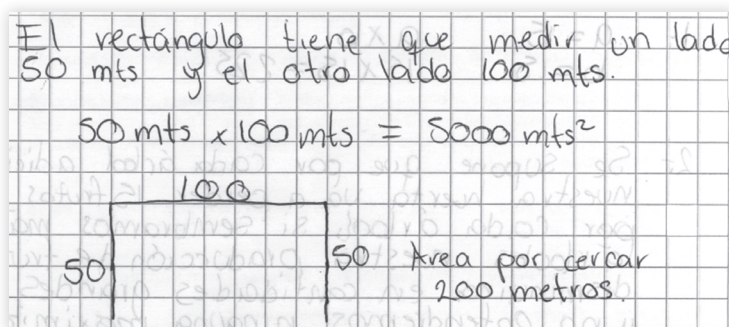 El rectángulo tiene que medir un lado
50 mts y el otro lado 100 mts.
50 mts x 100 mts = 5000 mts²
100
50
50 Area por cercar
200 metros.